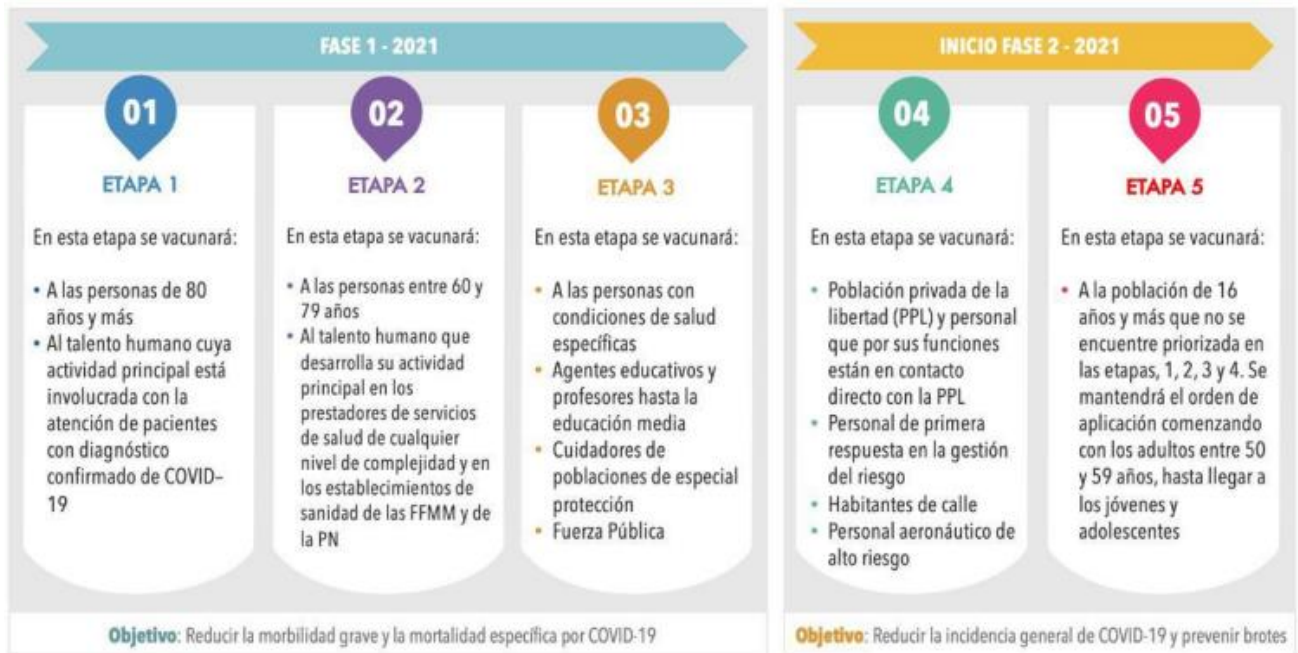 FASE 1 - 2021
01
ETAPA 1
En esta etapa se vacunará:
• A las personas de 80
años y más
• Al talento humano cuya
actividad principal está
involucrada con la
atención de pacientes
con diagnóstico
confirmado de COVID–
19
02
ETAPA 2
En esta etapa se vacunará:
• A las personas entre 60 y
79 años
• Al talento humano que
desarrolla su actividad
principal en los
prestadores de servicios
de salud de cualquier
nivel de complejidad y en
los establecimientos de
sanidad de las FFMM y de
la PN
03
ETAPA 3
En esta etapa se vacunará:
• A las personas con
condiciones de salud
específicas
• Agentes educativos y
profesores hasta la
educación media
• Cuidadores de
poblaciones de especial
protección
• Fuerza Pública
Objetivo: Reducir la morbilidad grave y la mortalidad específica por COVID-19
INICIO FASE 2 - 2021
04
ETAPA 4
En esta etapa se vacunará:
• Población privada de la
libertad (PPL) y personal
que por sus funciones
están en contacto
directo con la PPL
• Personal de primera
respuesta en la gestión
del riesgo
• Habitantes de calle
• Personal aeronáutico de
alto riesgo
05
ETAPA 5
En esta etapa se vacunará:
• A la población de 16
años y más que no se
encuentre priorizada en
las etapas, 1, 2, 3 y 4. Se
mantendrá el orden de
aplicación comenzando
con los adultos entre 50
y 59 años, hasta llegar a
los jóvenes y
adolescentes
Objetivo: Reducir la incidencia general de COVID-19 y prevenir brotes